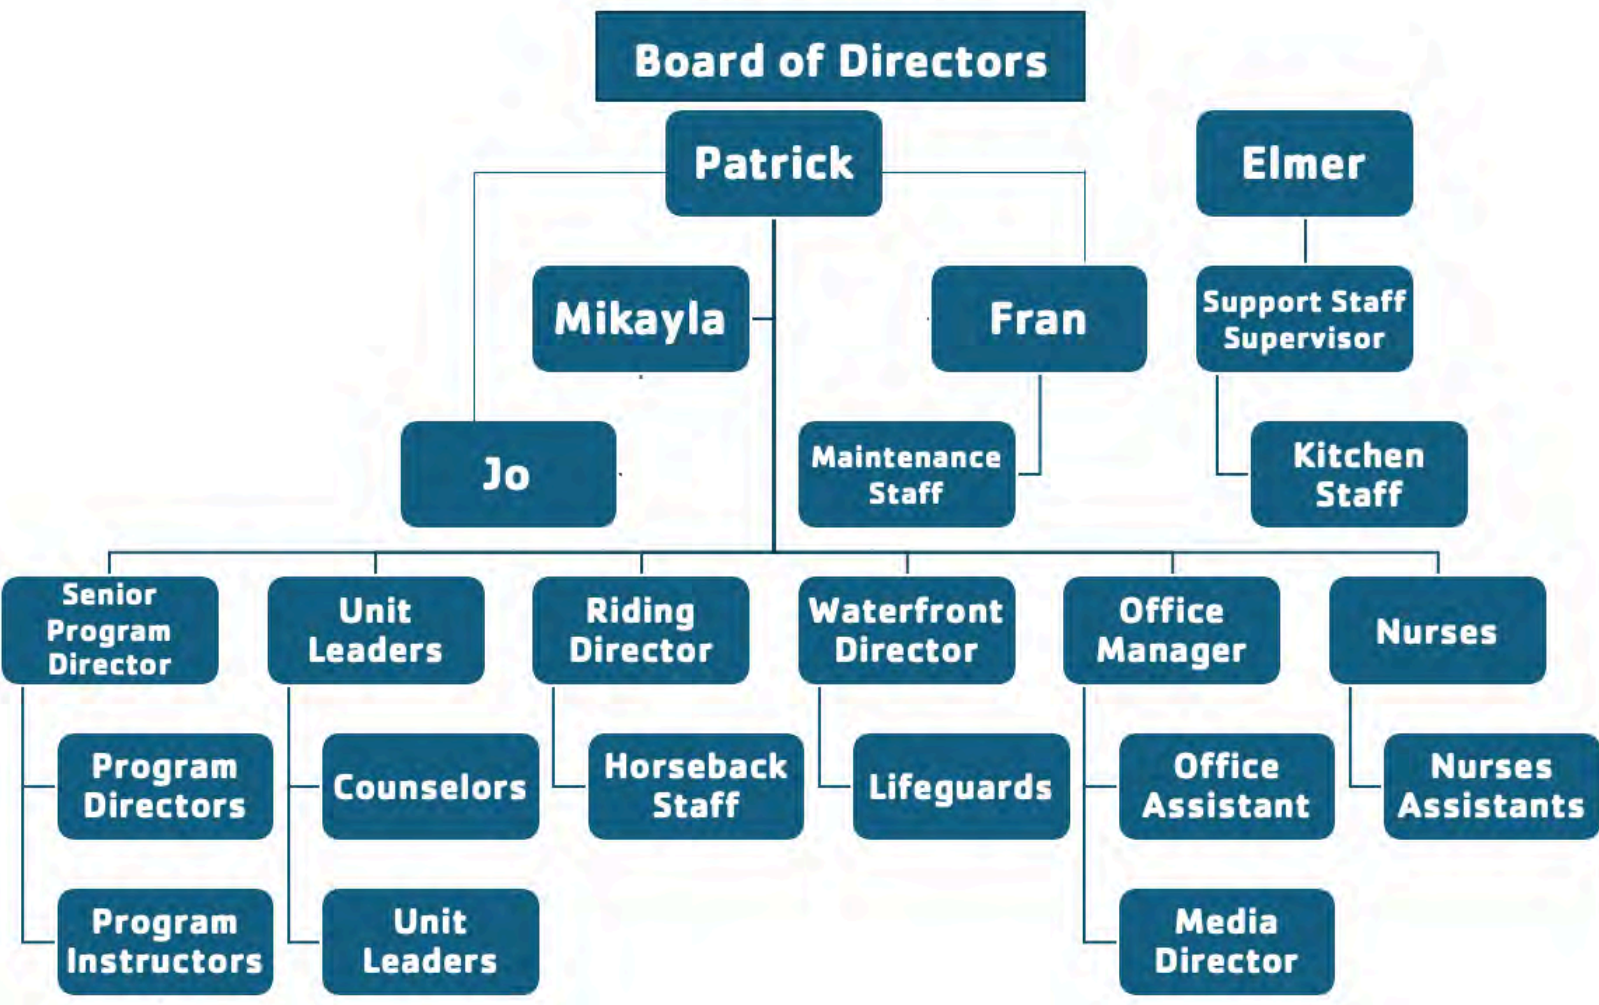 Board of Directors
Patrick
Elmer
Mikayla
Fran
Support Staff
Supervisor
Jo
Maintenance
Staff
Kitchen
Staff
Senior
Program
Director
Unit
Leaders
Riding
Director
Waterfront
Director
Office
Manager
Nurses
Program
Directors
Counselors
Horseback
Staff
Lifeguards
Office
Assistant
Nurses
Assistants
Program
Instructors
Unit
Leaders
Media
Director